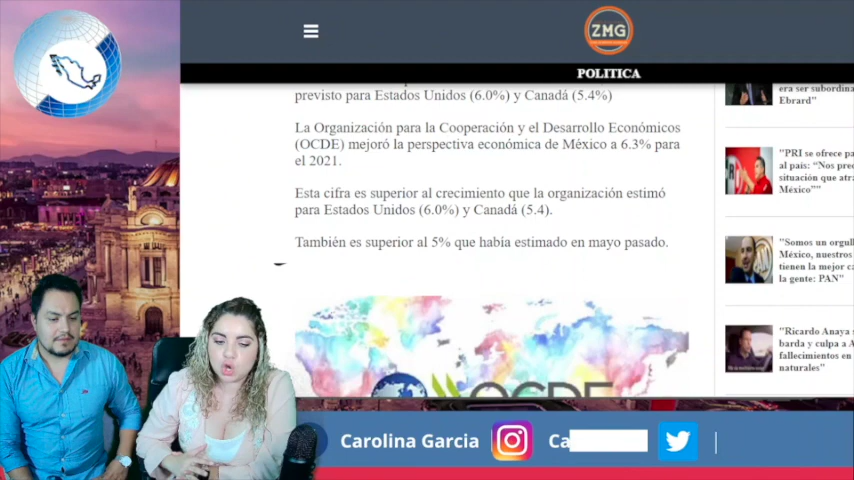 ZMG
POLITICA
previsto para Estados Unidos (6.0%) y Canadá (5.4%)
La Organización para la Cooperación y el Desarrollo Económicos
(OCDE) mejoró la perspectiva económica de México a 6.3% para
el 2021.
Esta cifra es superior al crecimiento que la organización estimó
para Estados Unidos (6.0%) y Canadá (5.4).
También es superior al 5% que había estimado en mayo pasado.
OCDE
era ser subordina
Ebrard"
"PRI se ofrece pa
al país: “Nos pre
situación que atra
México”"
"Somos un orgull
México, nuestros
tienen la mejor ca
la gente: PAN"
"Ricardo Anaya s
barda y culpa a A
fallecimientos en
naturales"
Carolina Garcia
Ca